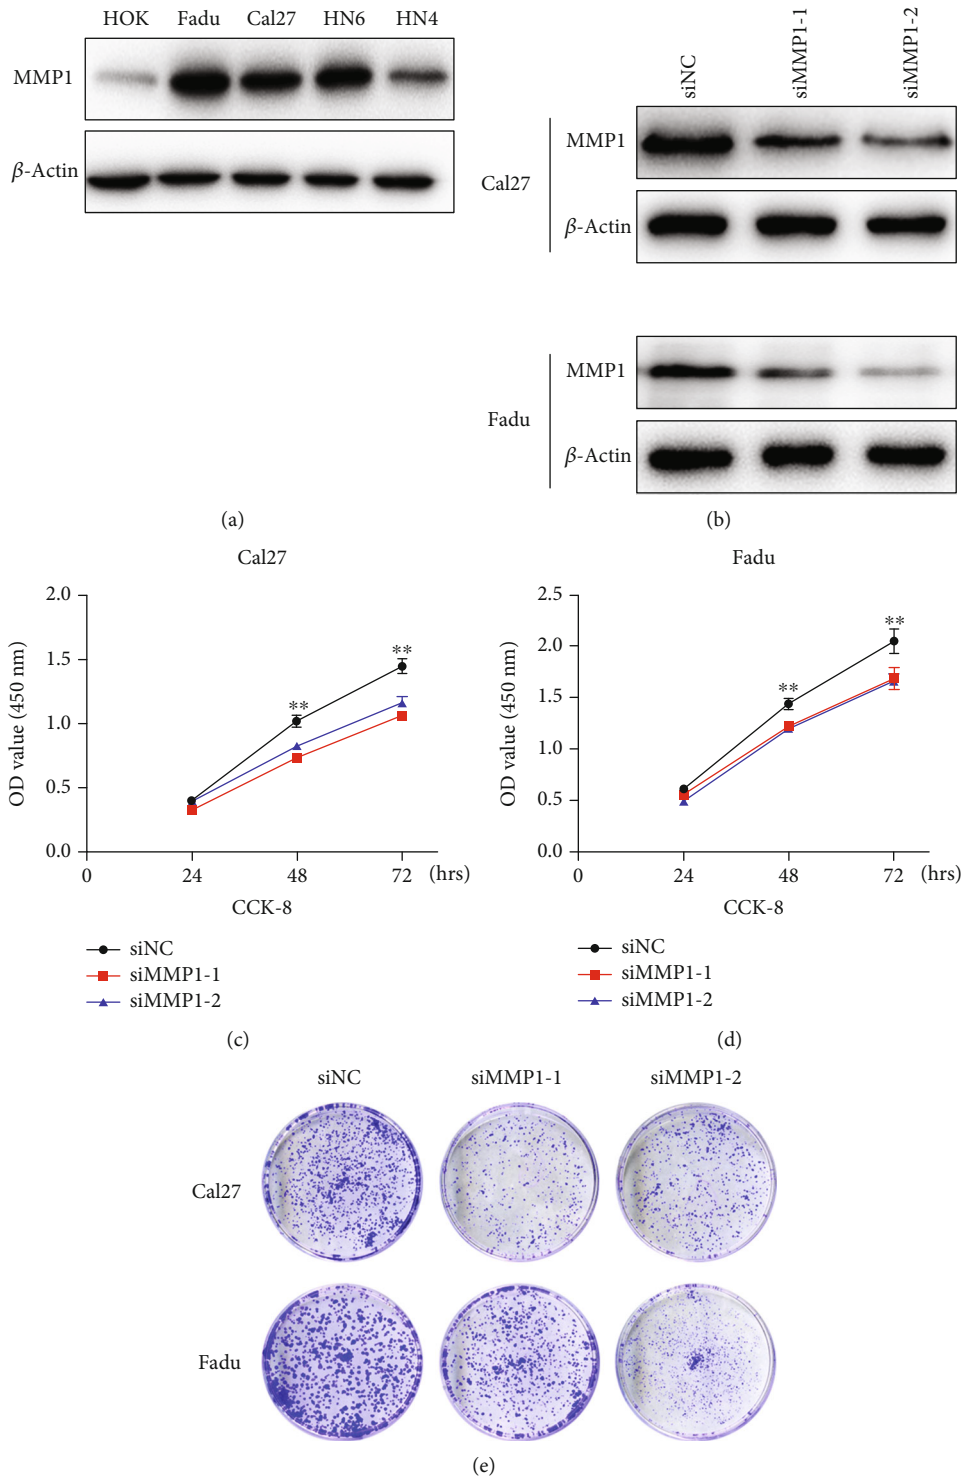 HOK Fadu Cal27 HN6 HN4
MMP1
β-Actin
(a)
siNC siMMP1-1 siMMP1-2
Cal27
MMP1
β-Actin
Fadu
MMP1
β-Actin
(b)
Cal27
OD value (450 nm)
2.0
1.5
1.0
0.5
0.0
** **
0 24 48 72 (hrs)
CCK-8
siNC
siMMP1-1
siMMP1-2
(c)
Fadu
OD value (450 nm)
2.5
2.0
1.5
1.0
0.5
0.0
** **
0 24 48 72 (hrs)
CCK-8
siNC
siMMP1-1
siMMP1-2
(d)
siNC siMMP1-1 siMMP1-2
Cal27
Fadu
(e)